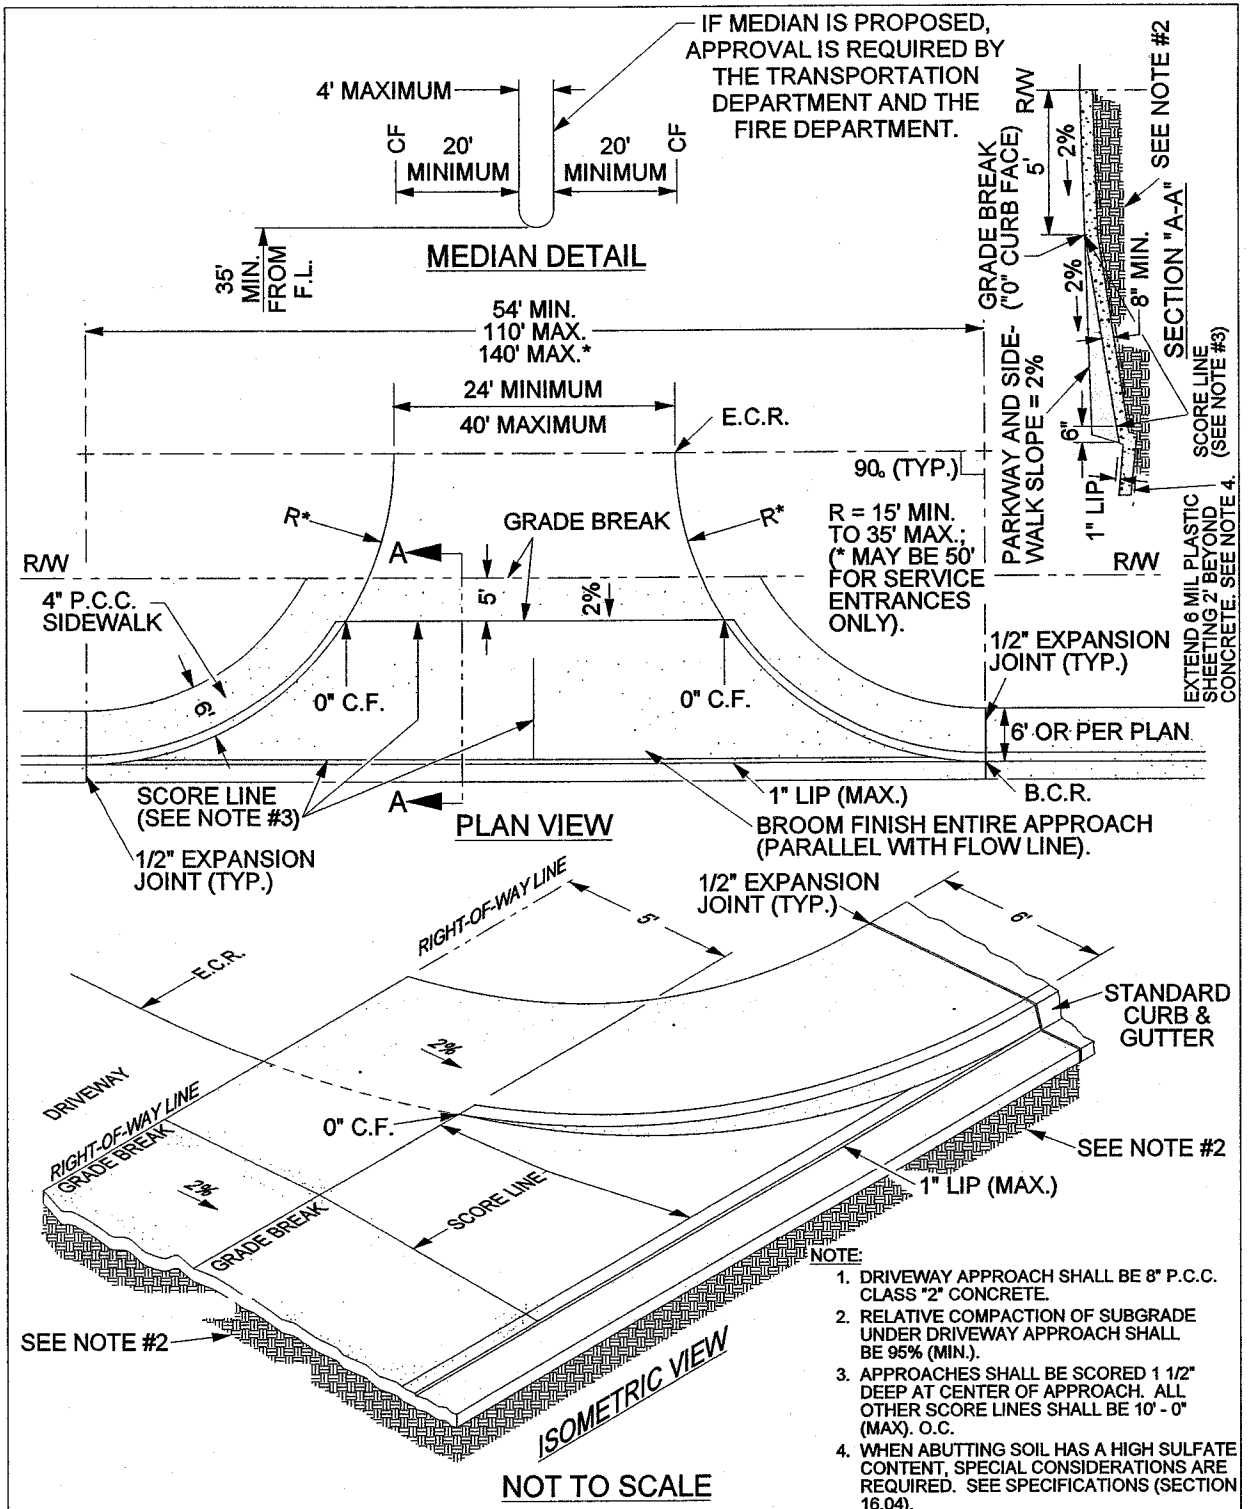 IF MEDIAN IS PROPOSED,
APPROVAL IS REQUIRED BY
THE TRANSPORTATION
DEPARTMENT AND THE
FIRE DEPARTMENT.
4' MAXIMUM
CF
20'
MINIMUM
20'
MINIMUM
CF
35'
MIN.
FROM
F.L.
MEDIAN DETAIL
R/W
5'
2%
SEE NOTE #2
GRADE BREAK
("0" CURB FACE)
2%
8" MIN.
SECTION "A-A"
PARKWAY AND SIDE-
WALK SLOPE = 2%
6"
1" LIP
SCORE LINE
(SEE NOTE #3)
EXTEND 6 MIL PLASTIC
SHEETING 2' BEYOND
CONCRETE. SEE NOTE 4.
54' MIN.
110' MAX.
140' MAX.*
24' MINIMUM
40' MAXIMUM
E.C.R.
90° (TYP.)
R*
GRADE BREAK
R*
R = 15' MIN.
TO 35' MAX.;
(* MAY BE 50'
FOR SERVICE
ENTRANCES
ONLY).
A
R/W
R/W
5'
2%
4" P.C.C.
SIDEWALK
6'
0" C.F.
0" C.F.
1/2" EXPANSION
JOINT (TYP.)
6' OR PER PLAN
SCORE LINE
(SEE NOTE #3)
A
PLAN VIEW
1" LIP (MAX.)
B.C.R.
BROOM FINISH ENTIRE APPROACH
(PARALLEL WITH FLOW LINE).
1/2" EXPANSION
JOINT (TYP.)
1/2" EXPANSION
JOINT (TYP.)
RIGHT-OF-WAY LINE
5'
6'
E.C.R.
STANDARD
CURB &
GUTTER
2%
DRIVEWAY
RIGHT-OF-WAY LINE
GRADE BREAK
0" C.F.
2%
SEE NOTE #2
1" LIP (MAX.)
SCORE LINE
GRADE BREAK
SEE NOTE #2
ISOMETRIC VIEW
NOT TO SCALE
NOTE:
1. DRIVEWAY APPROACH SHALL BE 8" P.C.C.
CLASS "2" CONCRETE.
2. RELATIVE COMPACTION OF SUBGRADE
UNDER DRIVEWAY APPROACH SHALL
BE 95% (MIN.).
3. APPROACHES SHALL BE SCORED 1 1/2"
DEEP AT CENTER OF APPROACH. ALL
OTHER SCORE LINES SHALL BE 10' - 0"
(MAX). O.C.
4. WHEN ABUTTING SOIL HAS A HIGH SULFATE
CONTENT, SPECIAL CONSIDERATIONS ARE
REQUIRED. SEE SPECIFICATIONS (SECTION
16.04).